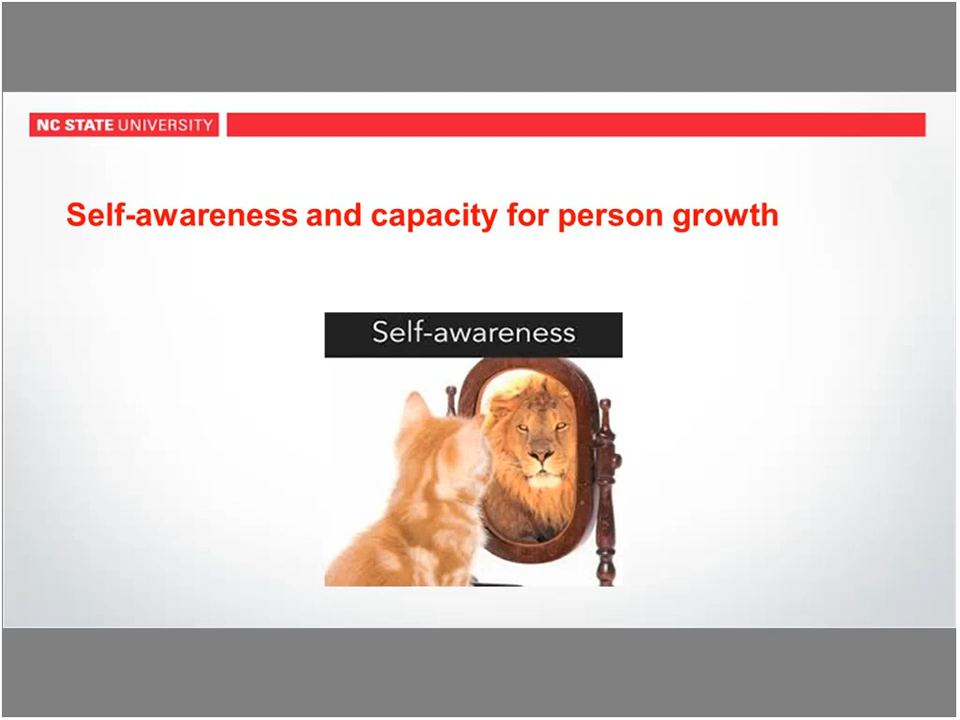 NC STATE UNIVERSITY
Self-awareness and capacity for person growth
Self-awareness